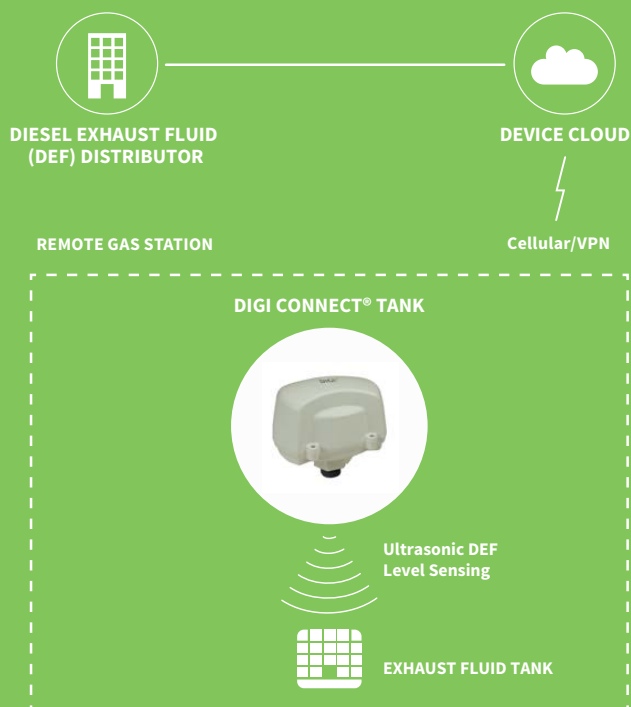 DIESEL EXHAUST FLUID
(DEF) DISTRIBUTOR
DEVICE CLOUD
REMOTE GAS STATION
Cellular/VPN
DIGI CONNECT® TANK
Ultrasonic DEF
Level Sensing
EXHAUST FLUID TANK